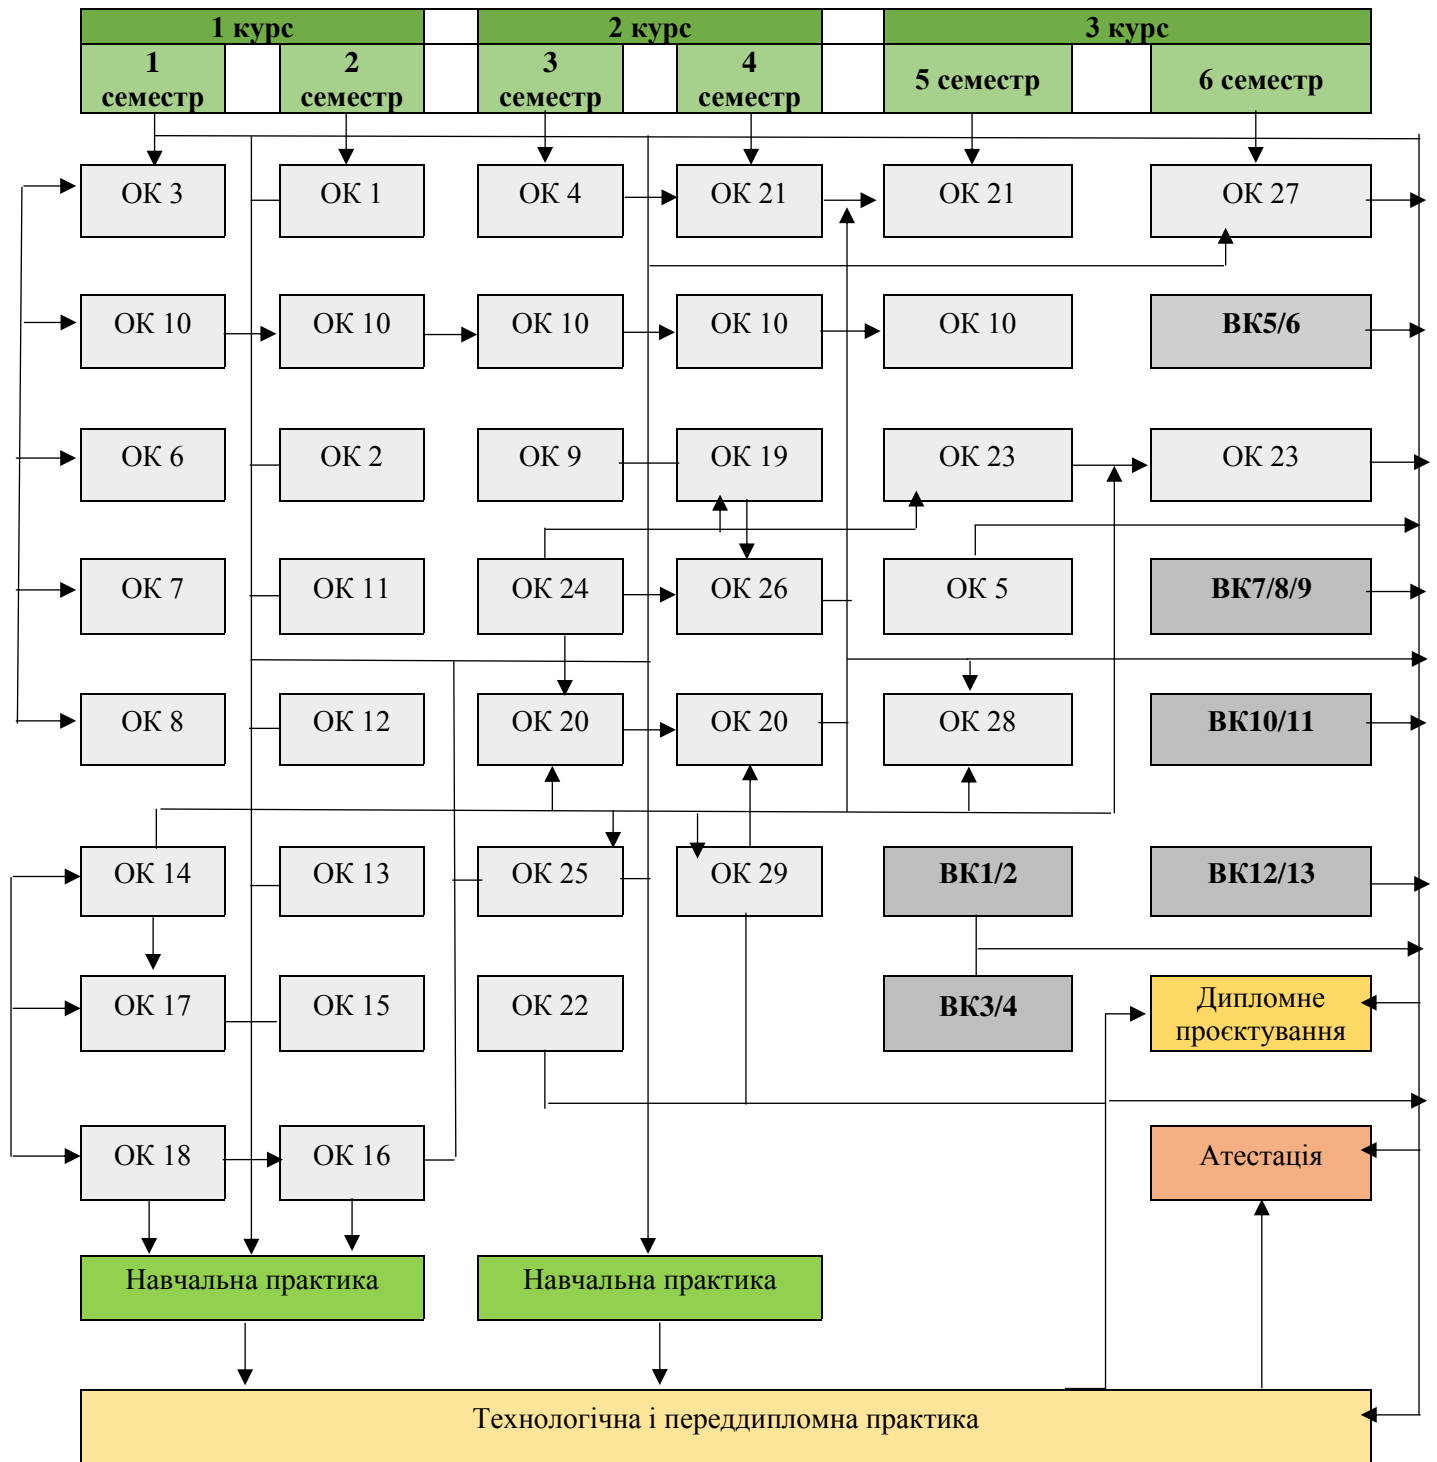 1 курс
2 курс
3 курс
1
семестр
2
семестр
3
семестр
4
семестр
5 семестр
6 семестр
ОК 3
ОК 1
ОК 4
ОК 21
ОК 21
ОК 27
ОК 10
ОК 10
ОК 10
ОК 10
ОК 10
ВК5/6
ОК 6
ОК 2
ОК 9
ОК 19
ОК 23
ОК 23
ОК 7
ОК 11
ОК 24
ОК 26
ОК 5
ВК7/8/9
ОК 8
ОК 12
ОК 20
ОК 20
ОК 28
ВК10/11
ОК 14
ОК 13
ОК 25
ОК 29
ВК1/2
ВК12/13
ОК 17
ОК 15
ОК 22
ВК3/4
Дипломне
проєктування
ОК 18
ОК 16
Атестація
Навчальна практика
Навчальна практика
Технологічна і переддипломна практика